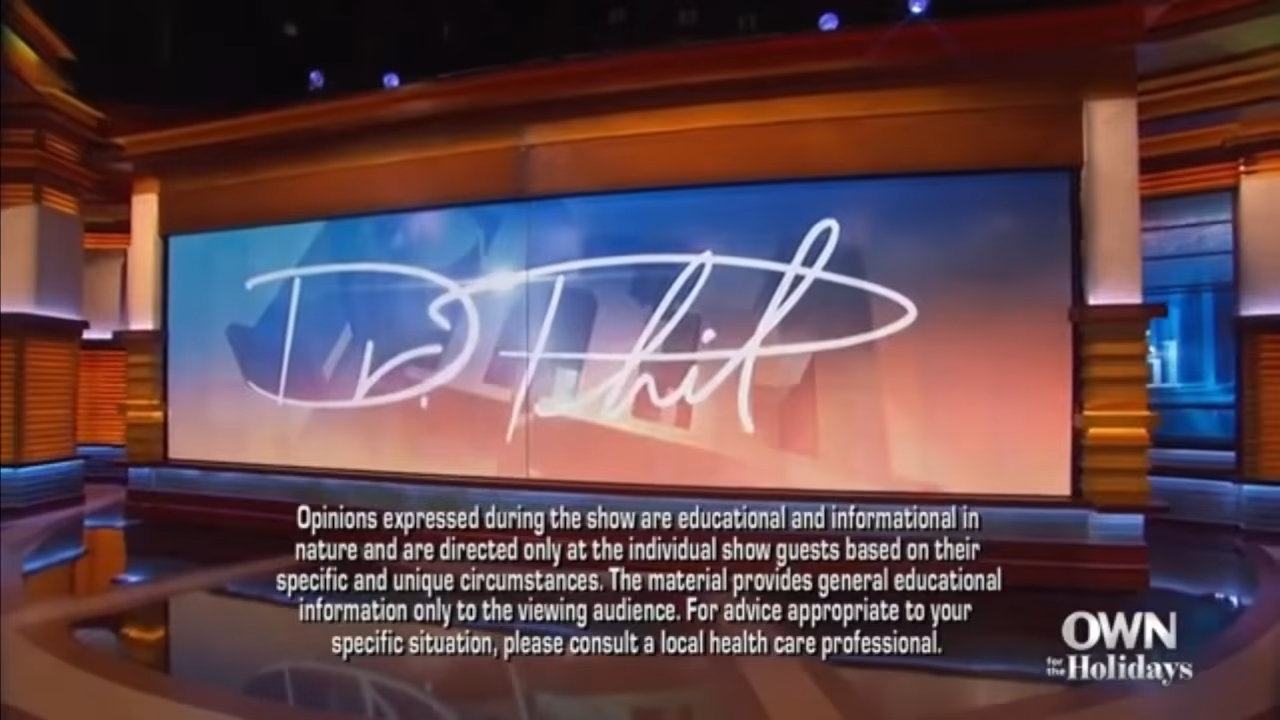 Dr. Phil
Opinions expressed during the show are educational and informational in
nature and are directed only at the individual show guests based on their
specific and unique circumstances. The material provides general educational
information only to the viewing audience. For advice appropriate to your
specific situation, please consult a local health care professional.
OWN
for the Holidays